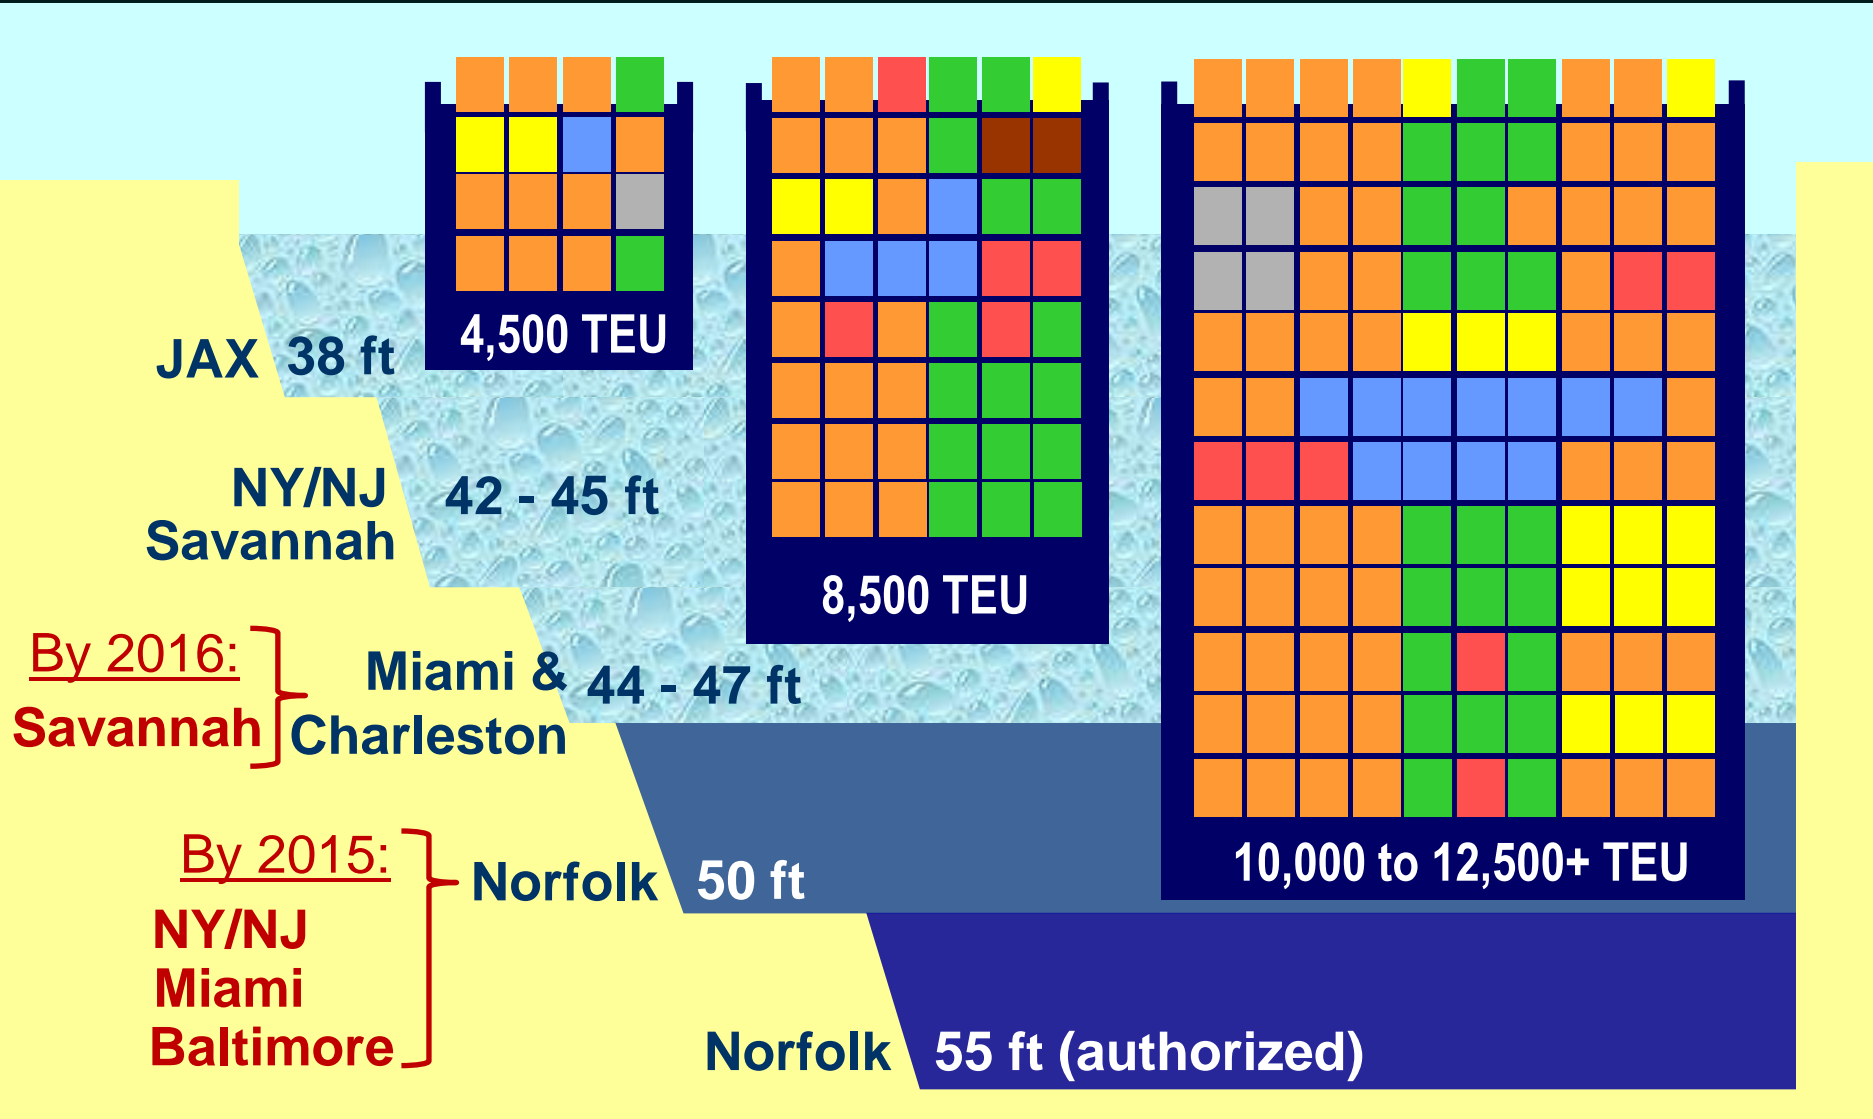 4,500 TEU
JAX 38 ft
NY/NJ
Savannah
42 - 45 ft
8,500 TEU
By 2016:
Savannah
Miami &
Charleston
44 - 47 ft
10,000 to 12,500+ TEU
By 2015:
NY/NJ
Miami
Baltimore
Norfolk 50 ft
Norfolk 55 ft (authorized)